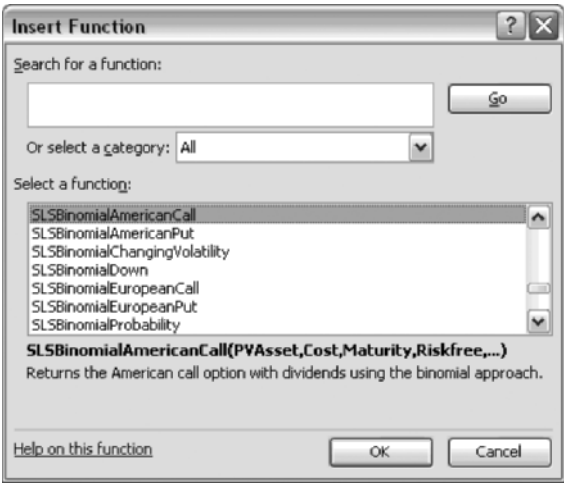 Insert Function
Search for a function:
Go
Or select a category: All
Select a function:
SLSBinomialAmericanCall
SLSBinomialAmericanPut
SLSBinomialChangingVolatility
SLSBinomialDown
SLSBinomialEuropeanCall
SLSBinomialEuropeanPut
SLSBinomialProbability
SLSBinomialAmericanCall(PVAsset,Cost,Maturity,Riskfree,...)
Returns the American call option with dividends using the binomial approach.
Help on this function
OK
Cancel